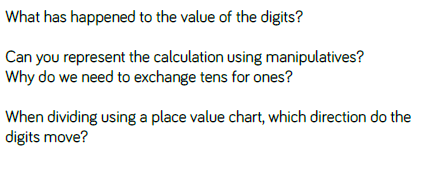 What has happened to the value of the digits?
Can you represent the calculation using manipulatives?
Why do we need to exchange tens for ones?
When dividing using a place value chart, which direction do the
digits move?